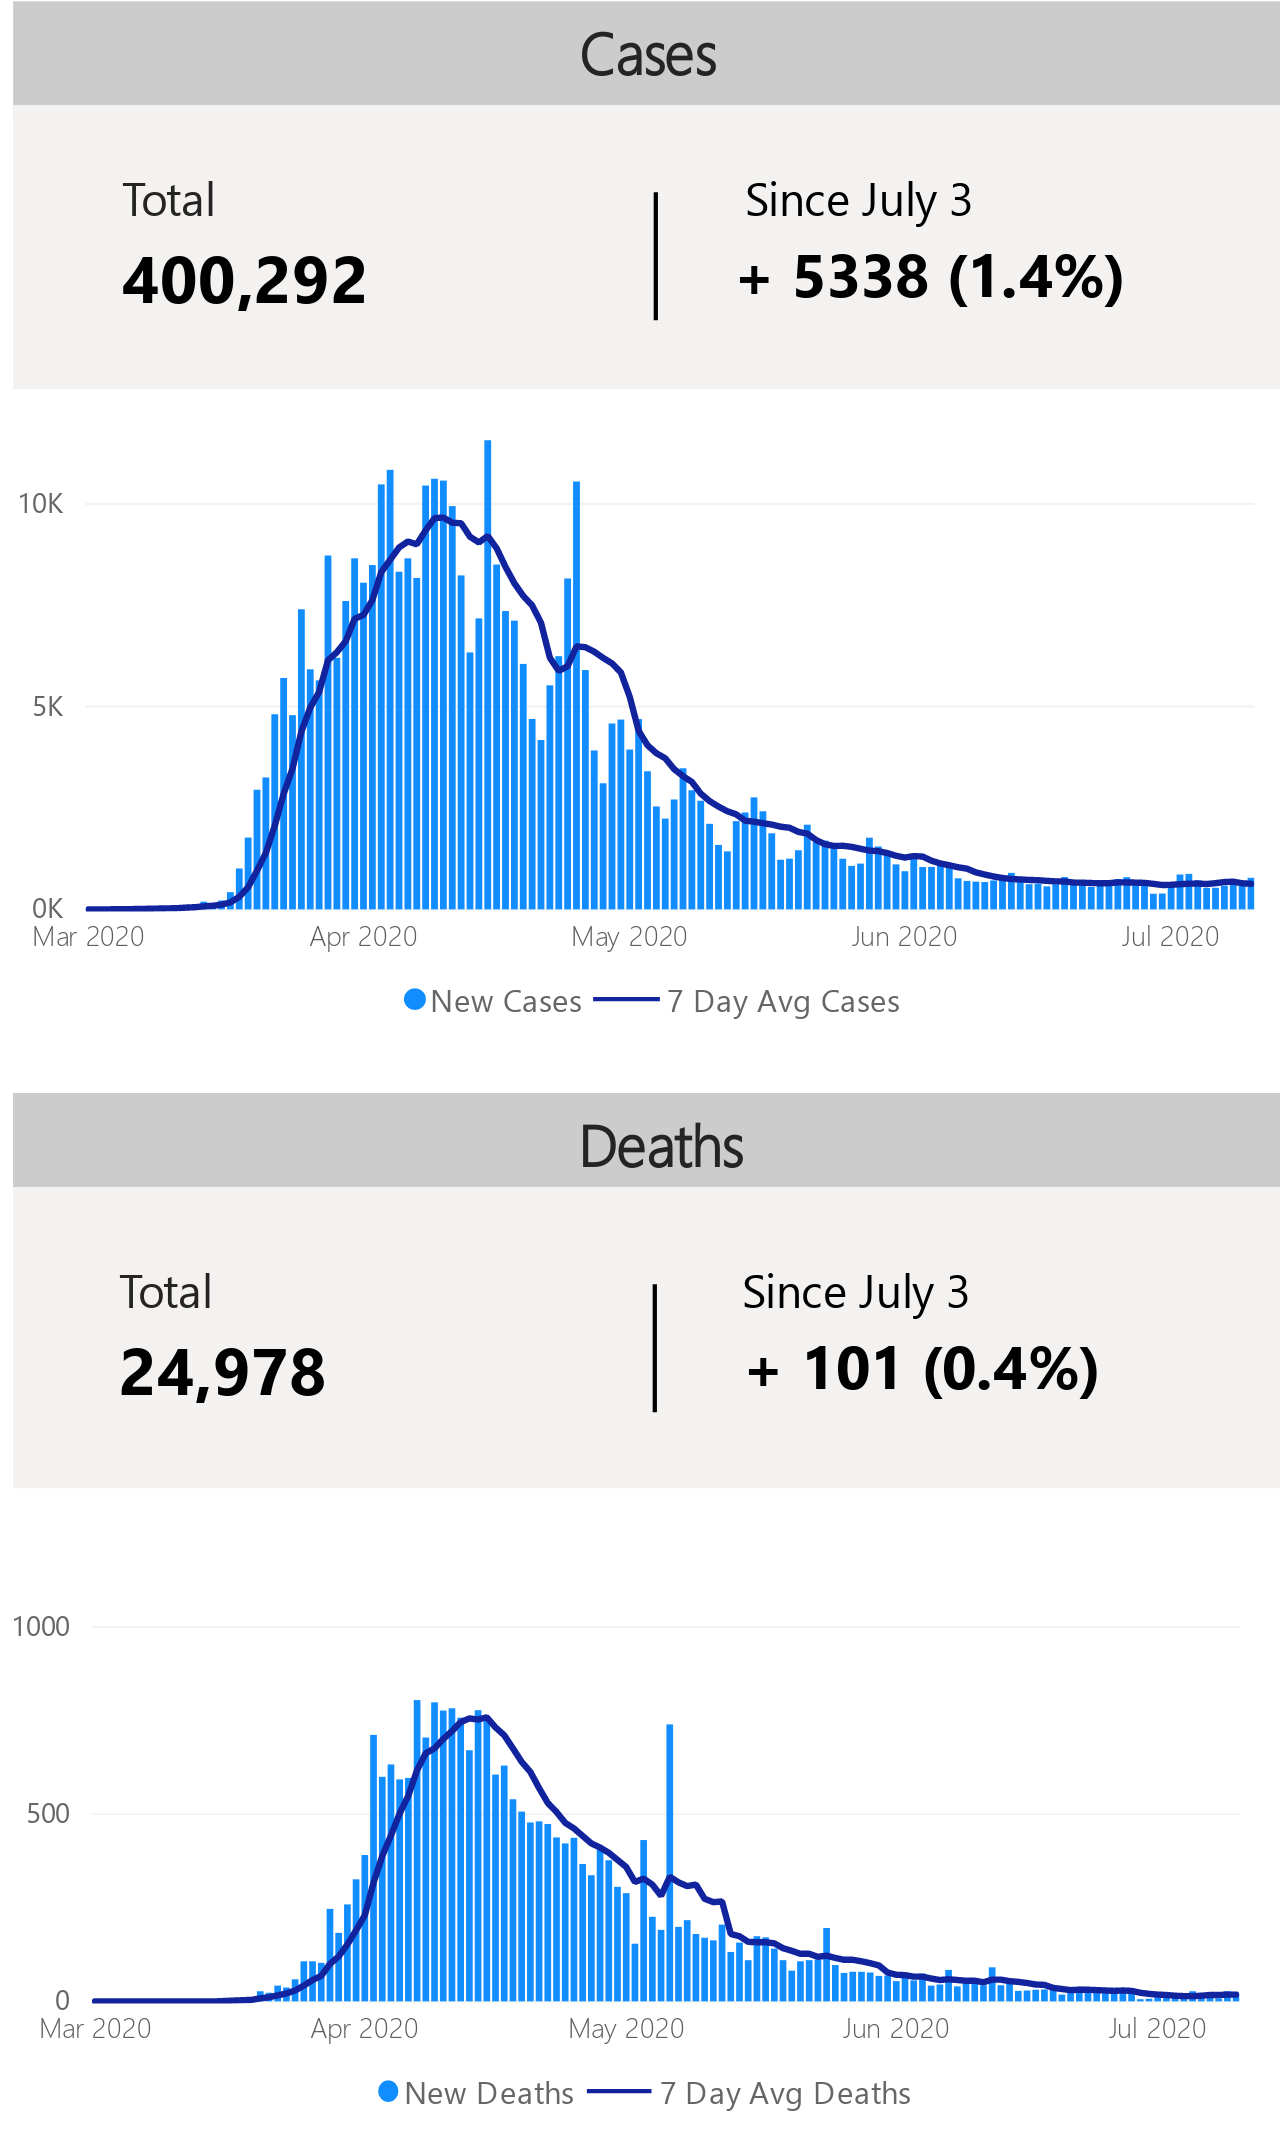 Cases
Total
Since July 3
400,292
+ 5338 (1.4%)
10K
5K
0K
Mar 2020 Apr 2020 May 2020 Jun 2020 Jul 2020
New Cases 7 Day Avg Cases
Deaths
Total
Since July 3
24,978
+ 101 (0.4%)
1000
500
0
Mar 2020 Apr 2020 May 2020 Jun 2020 Jul 2020
New Deaths 7 Day Avg Deaths